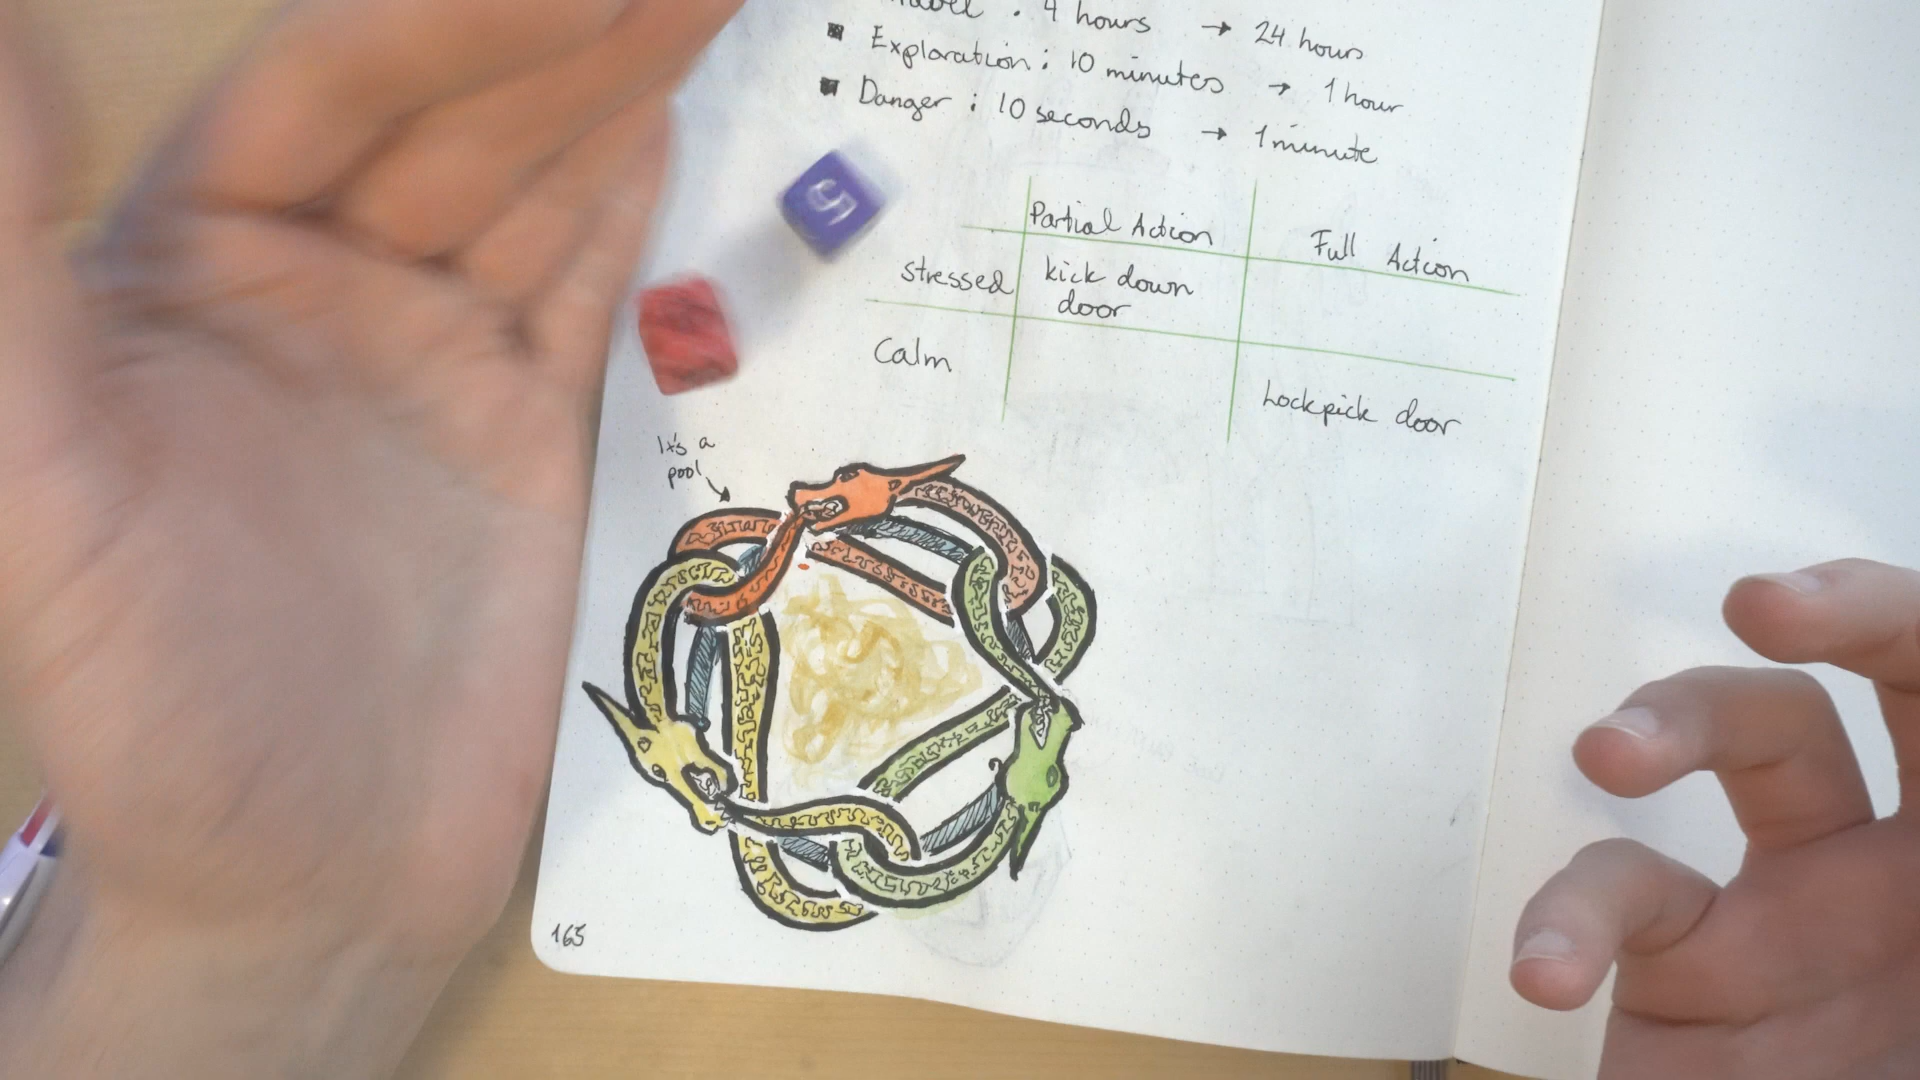 4 hours → 24 hours
Exploration : 10 minutes → 1 hour
Danger : 10 seconds → 1 minute
Partial Action Full Action
stressed kick down
door
Calm
Lockpick door
It's a
pool
165